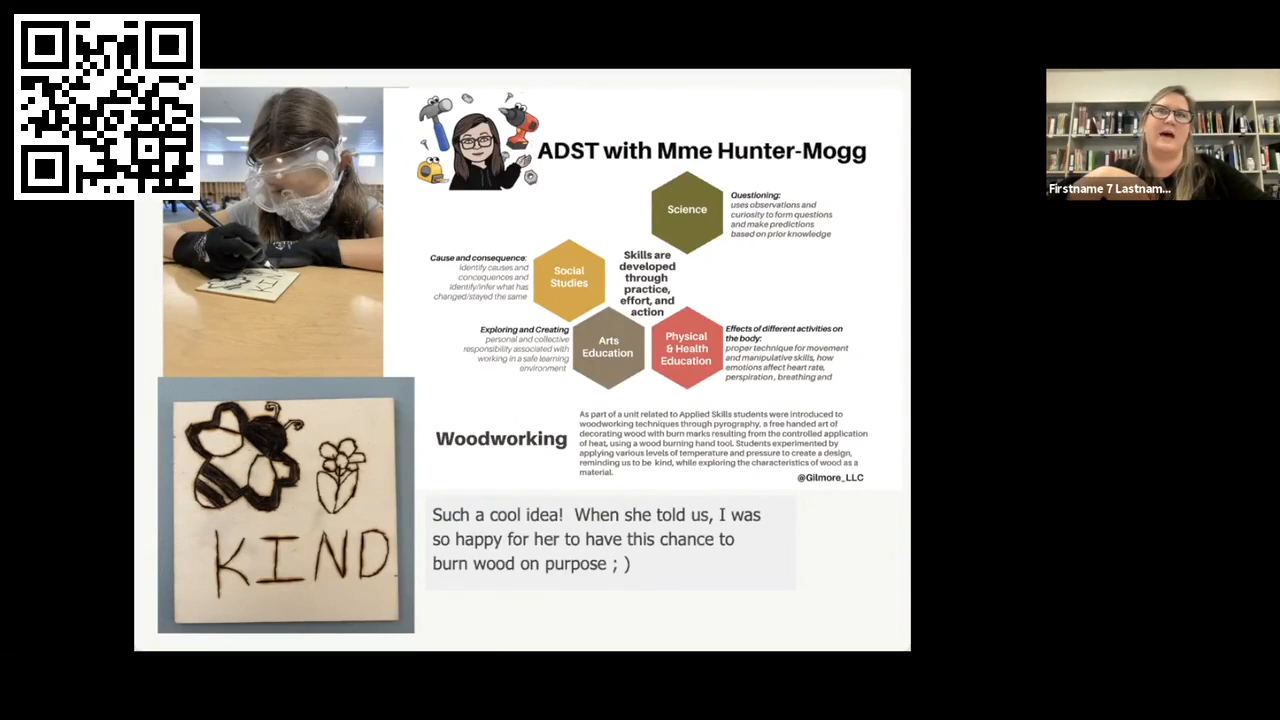 ADST with Mme Hunter-Mogg
Science
Questioning:
uses observations and
curiosity to form questions
and make predictions
based on prior knowledge
Cause and consequence:
identify causes and
concequences and
identify/infer what has
changed/stayed the same
Social
Studies
Skills are
developed
through
practice,
effort, and
action
Exploring and Creating
personal and collective
responsibility associated with
working in a safe learning
environment
Arts
Education
Physical
& Health
Education
Effects of different activities on
the body:
proper technique for movement
and manipulative skills, how
emotions affect heart rate,
perspiration, breathing and
Woodworking
As part of a unit related to Applied Skills students were introduced to
woodworking techniques through pyrography, a free handed art of
decorating wood with burn marks resulting from the controlled application
of heat, using a wood burning hand tool. Students experimented by
applying various levels of temperature and pressure to create a design,
reminding us to be kind, while exploring the characteristics of wood as a
material.
@Gilmore_LLC
KIND
Such a cool idea! When she told us, I was
so happy for her to have this chance to
burn wood on purpose ; )
Firstname 7 Lastnam...